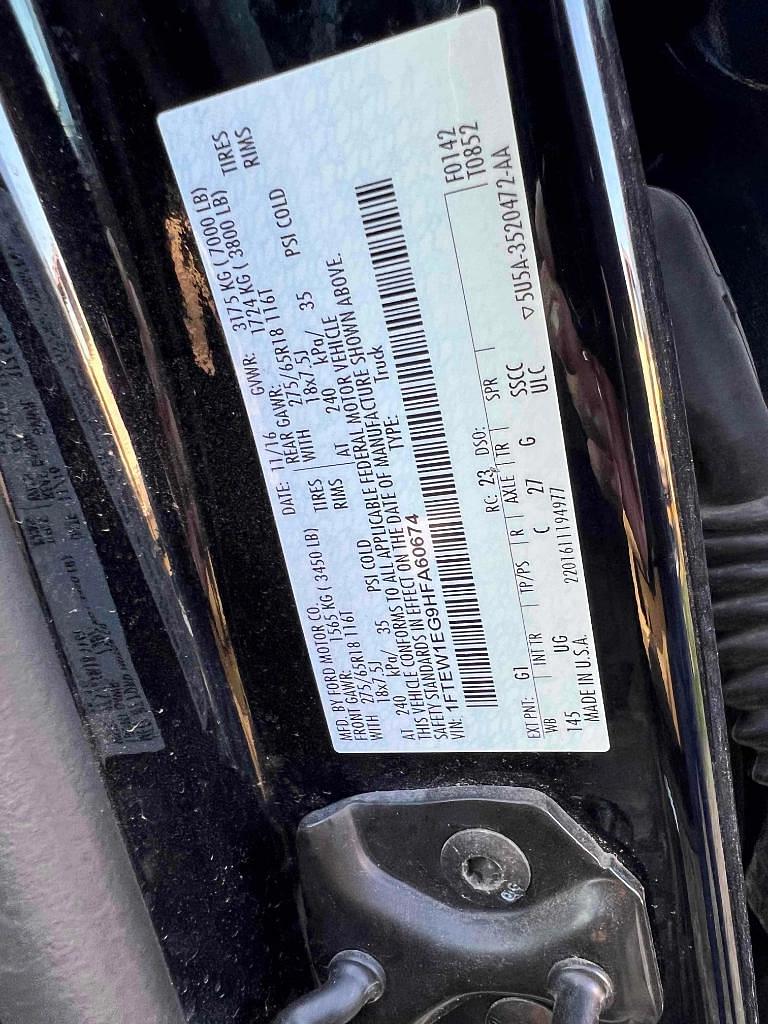 MFD. BY FORD MOTOR CO. DATE: 11/16 GVWR: 3175 KG (7000 LB)
FRONT GAWR: 1565 KG (3450 LB) REAR GAWR: 1724 KG (3800 LB)
275/65R18 116T TIRES WITH 275/65R18 116T TIRES
WITH 18x7.5J RIMS 18x7.5J RIMS
AT 240 kPa/ 35 PSI COLD AT 240 kPa/ 35 PSI COLD
THIS VEHICLE CONFORMS TO ALL APPLICABLE FEDERAL MOTOR VEHICLE
SAFETY STANDARDS IN EFFECT ON THE DATE OF MANUFACTURE SHOWN ABOVE.
VIN: 1FTEW1EG9HFA60674 TYPE: Truck
F0142
T0852
EXT PNT: G1 RC: 23 DSO:
WB INT TR TP/PS R AXLE TR SPR
145 UG C 27 G SSCC
ULC
MADE IN U.S.A. 2201611194977 ▽5U5A-3520472-AA